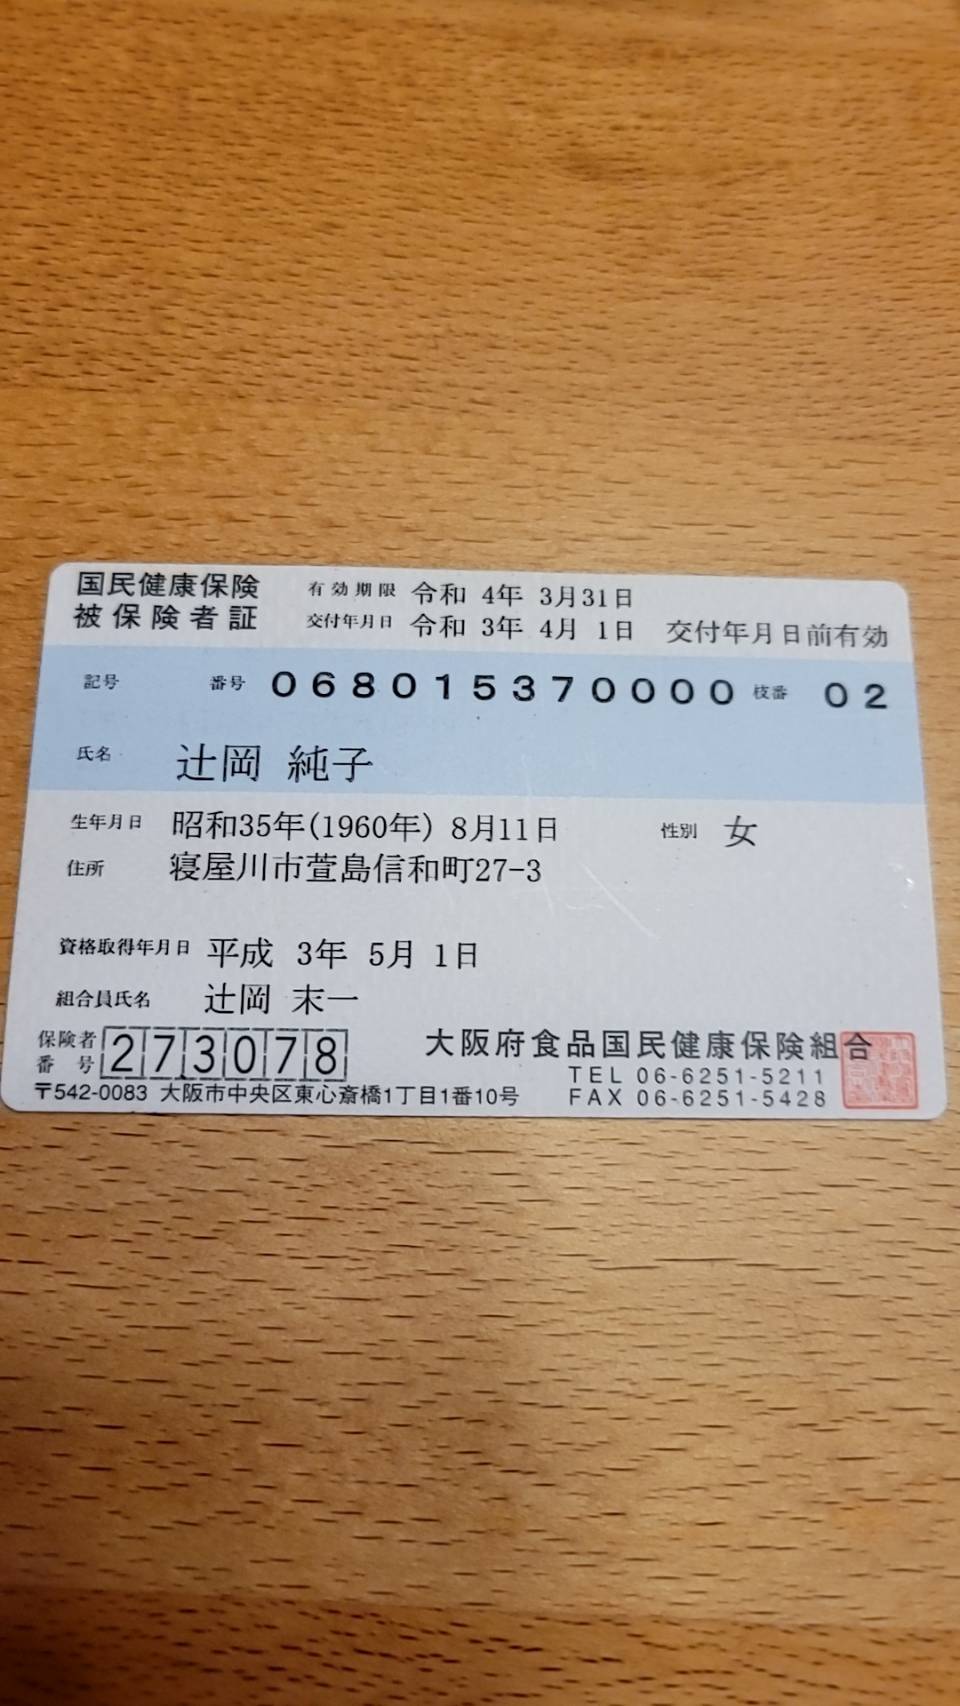 国民健康保険 有効期限 令和 4年 3月31日
被保険者証 交付年月日 令和 3年 4月 1日 交付年月日前有効
記号 番号 068015370000 枝番 02
氏名 辻岡 純子
生年月日 昭和35年(1960年) 8月11日 性別 女
住所 寝屋川市萱島信和町27-3
資格取得年月日 平成 3年 5月 1日
組合員氏名 辻岡 末一
保険者番号 273078 大阪府食品国民健康保険組合
TEL 06-6251-5211
〒542-0083 大阪市中央区東心斎橋1丁目1番10号 FAX 06-6251-5428